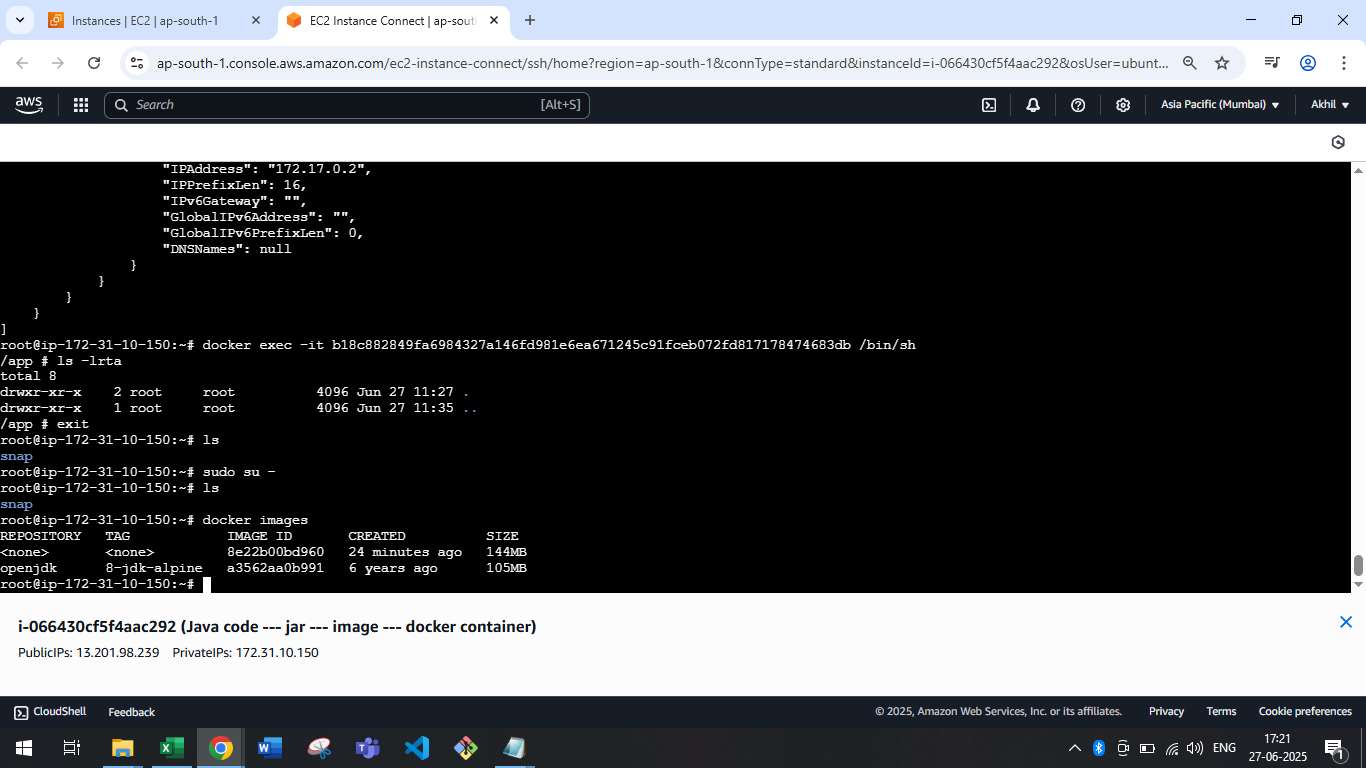 Instances | EC2 | ap-south-1
EC2 Instance Connect | ap-sout
ap-south-1.console.aws.amazon.com/ec2-instance-connect/ssh/home?region=ap-south-1&connType=standard&instanceId=i-066430cf5f4aac292&osUser=ubunt...
aws
Search
[Alt+S]
Asia Pacific (Mumbai)
Akhil
"IPAddress": "172.17.0.2",
"IPPrefixLen": 16,
"IPv6Gateway": "",
"GlobalIPv6Address": "",
"GlobalIPv6PrefixLen": 0,
"DNSNames": null
}
}
}
}
]
root@ip-172-31-10-150:~# docker exec -it b18c882849fa6984327a146fd981e6ea671245c91fceb072fd817178474683db /bin/sh
/app # ls -lrta
total 8
drwxr-xr-x    2 root     root          4096 Jun 27 11:27 .
drwxr-xr-x    1 root     root          4096 Jun 27 11:35 ..
/app # exit
root@ip-172-31-10-150:~# ls
snap
root@ip-172-31-10-150:~# sudo su -
root@ip-172-31-10-150:~# ls
snap
root@ip-172-31-10-150:~# docker images
REPOSITORY   TAG            IMAGE ID       CREATED          SIZE
<none>       <none>         8e22b00bd960   24 minutes ago   144MB
openjdk      8-jdk-alpine   a3562aa0b991   6 years ago      105MB
root@ip-172-31-10-150:~#
i-066430cf5f4aac292 (Java code --- jar --- image --- docker container)
PublicIPs: 13.201.98.239    PrivateIPs: 172.31.10.150
CloudShell
Feedback
© 2025, Amazon Web Services, Inc. or its affiliates.
Privacy
Terms
Cookie preferences
ENG
17:21
27-06-2025
1